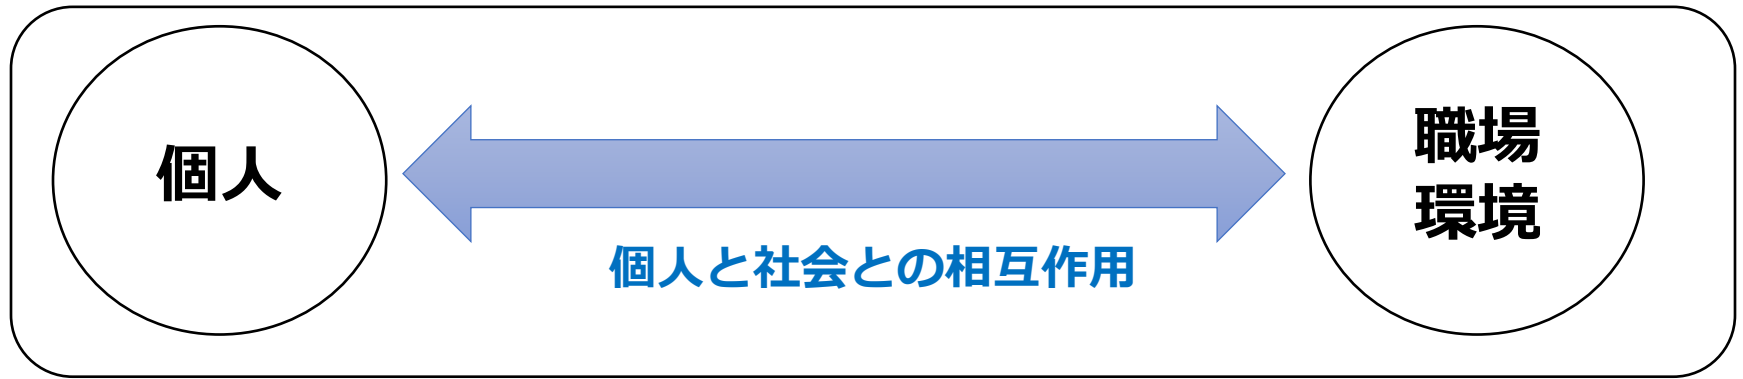 個人
個人と社会との相互作用
職場
環境